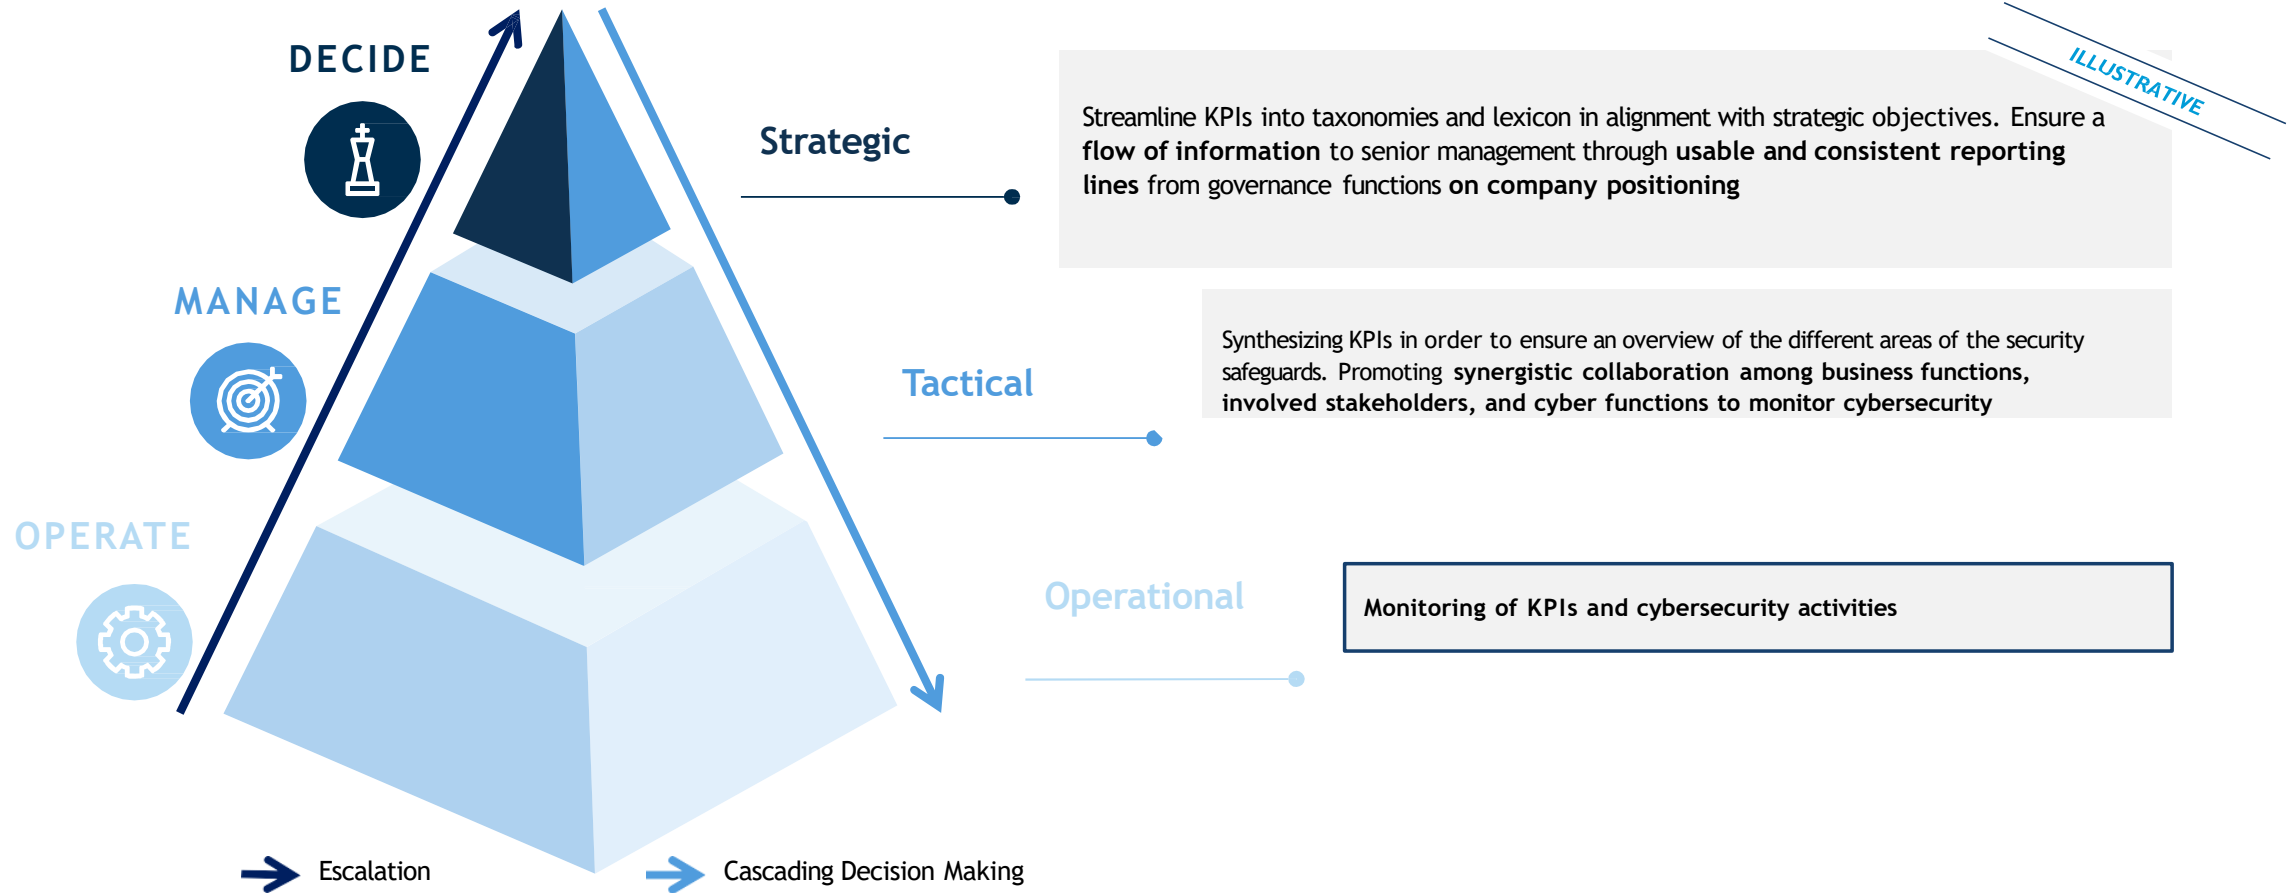 DECIDE
ILLUSTRATIVE
Strategic
Streamline KPIs into taxonomies and lexicon in alignment with strategic objectives. Ensure a
flow of information to senior management through usable and consistent reporting
lines from governance functions on company positioning
MANAGE
Tactical
Synthesizing KPIs in order to ensure an overview of the different areas of the security
safeguards. Promoting synergistic collaboration among business functions,
involved stakeholders, and cyber functions to monitor cybersecurity
OPERATE
Operational
Monitoring of KPIs and cybersecurity activities
Escalation
Cascading Decision Making